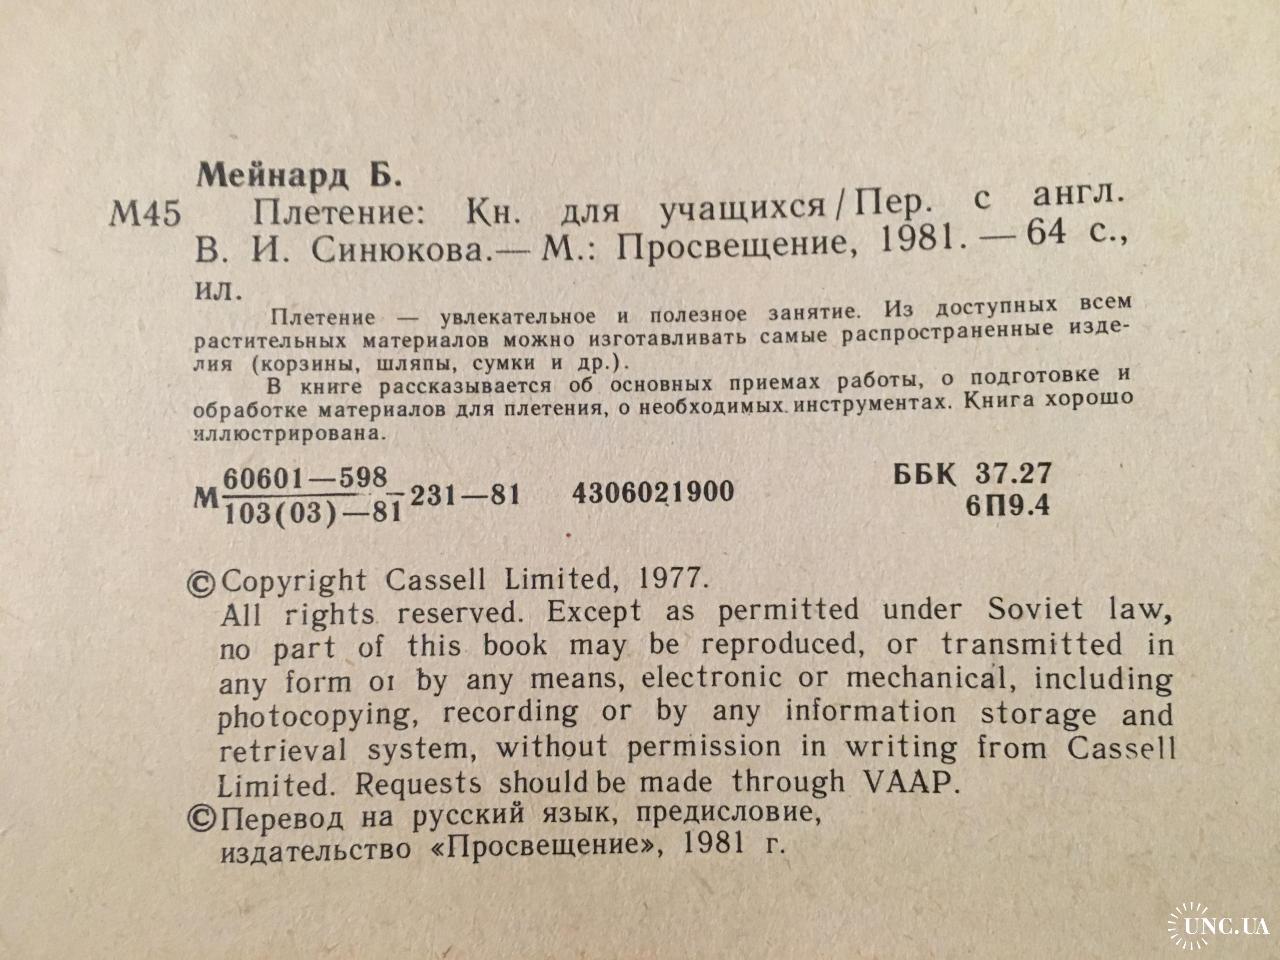 Мейнард Б.
М45 Плетение: Кн. для учащихся / Пер. с англ.
В. И. Синюкова.— М.: Просвещение, 1981. — 64 с.,
ил.
Плетение — увлекательное и полезное занятие. Из доступных всем
растительных материалов можно изготавливать самые распространенные изде-
лия (корзины, шляпы, сумки и др.).
В книге рассказывается об основных приемах работы, о подготовке и
обработке материалов для плетения, о необходимых инструментах. Книга хорошо
иллюстрирована.
60601—598
М 231—81 4306021900
103(03)—81
ББК 37.27
6П9.4
© Copyright Cassell Limited, 1977.
All rights reserved. Except as permitted under Soviet law,
no part of this book may be reproduced, or transmitted in
any form or by any means, electronic or mechanical, including
photocopying, recording or by any information storage and
retrieval system, without permission in writing from Cassell
Limited. Requests should be made through VAAP.
© Перевод на русский язык, предисловие,
издательство «Просвещение», 1981 г.
UNC.UA